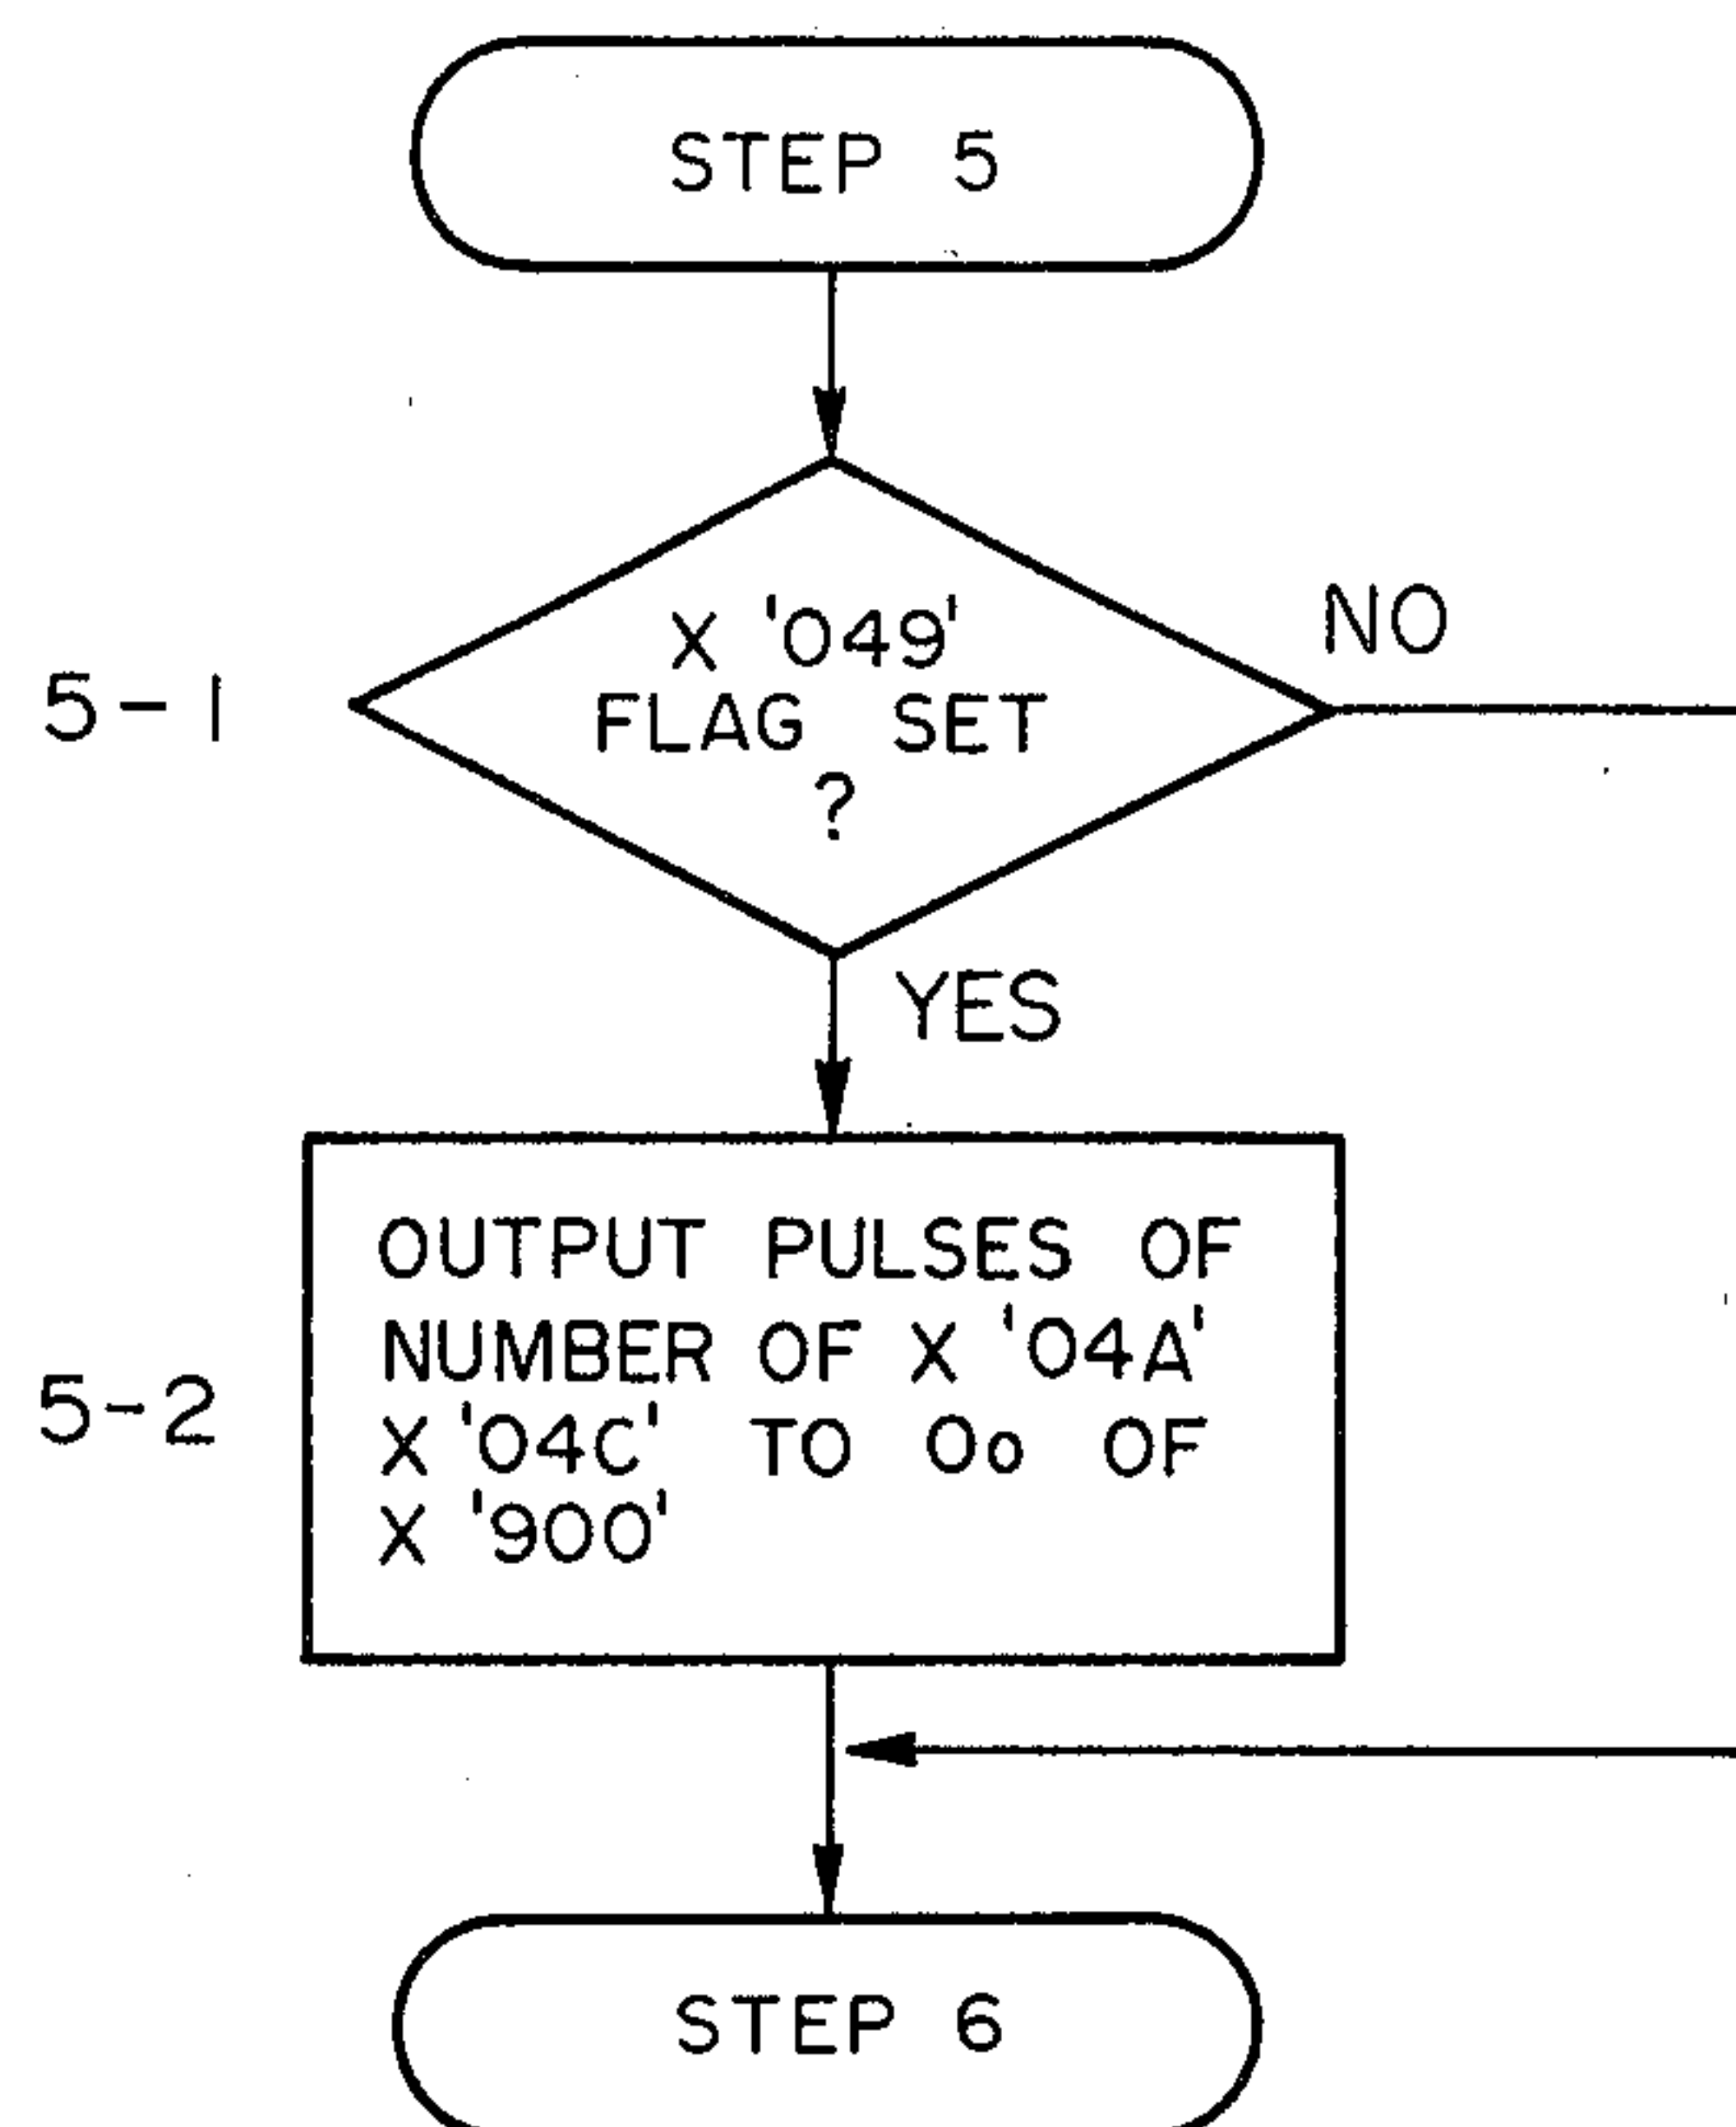 STEP 5
X '049'
FLAG SET
?
NO
5-1
YES
OUTPUT PULSES OF
NUMBER OF X '04A'
X '04C' TO Oo OF
X '900'
5-2
STEP 6